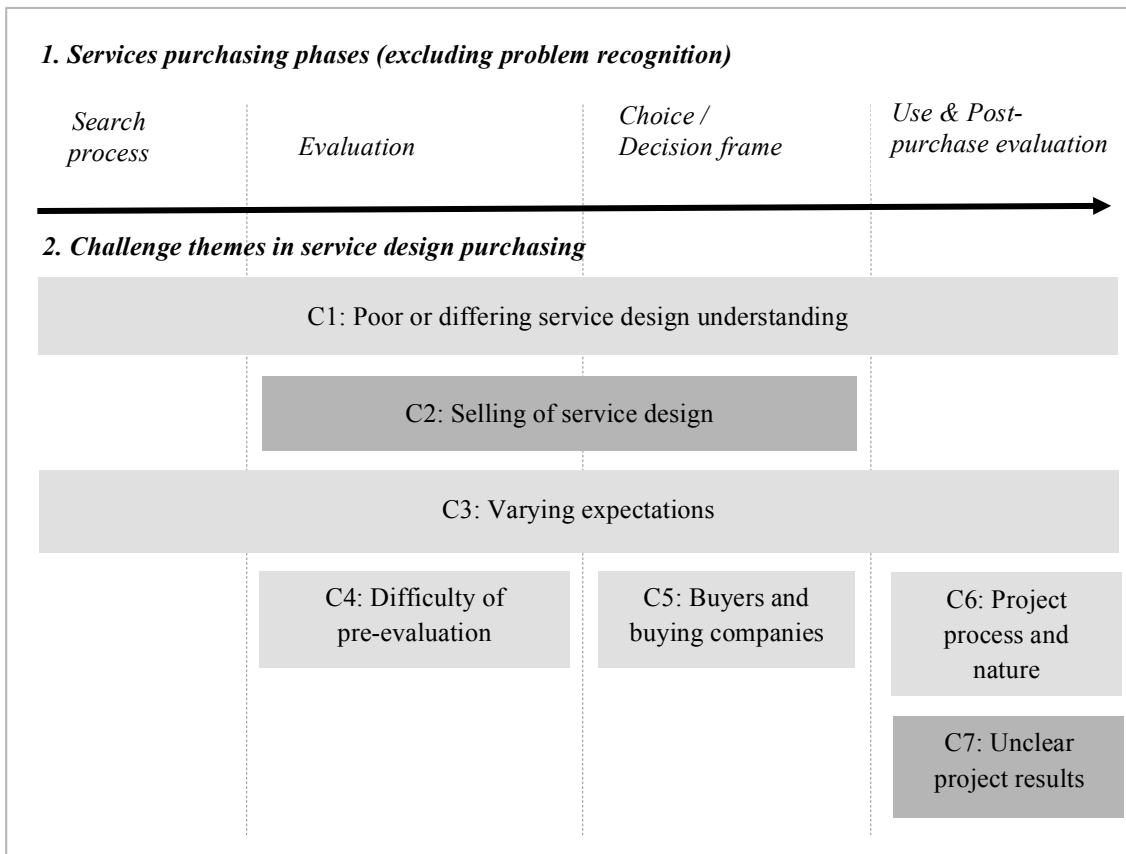 1. Services purchasing phases (excluding problem recognition)
Search
process
Evaluation
Choice /
Decision frame
Use & Post-
purchase evaluation
2. Challenge themes in service design purchasing
C1: Poor or differing service design understanding
C2: Selling of service design
C3: Varying expectations
C4: Difficulty of
pre-evaluation
C5: Buyers and
buying companies
C6: Project
process and
nature
C7: Unclear
project results